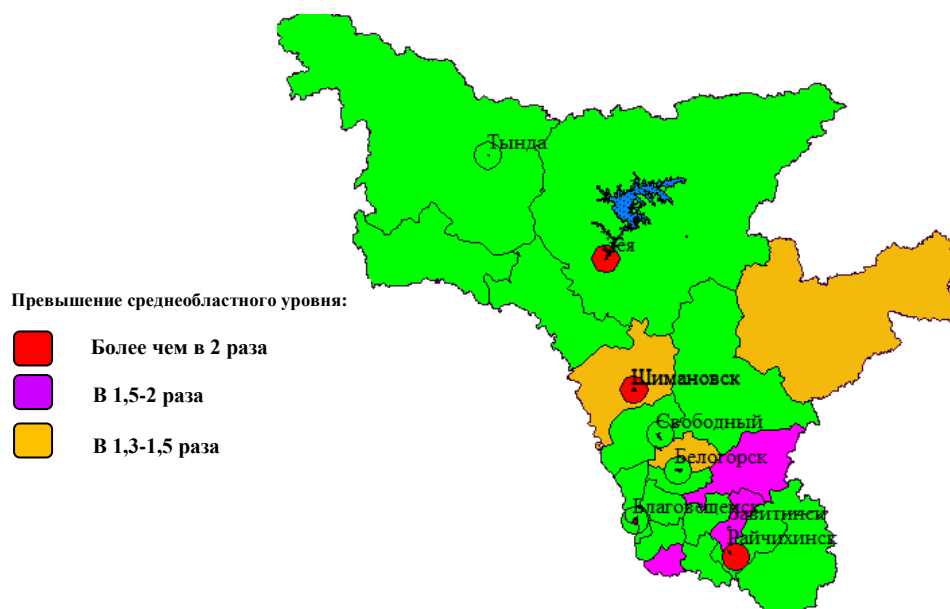 Тында
Зея
Превышение среднеобластного уровня:
Более чем в 2 раза
В 1,5-2 раза
В 1,3-1,5 раза
Шимановск
Свободный
Белогорск
Благовещенск
Завитинск
Райчихинск